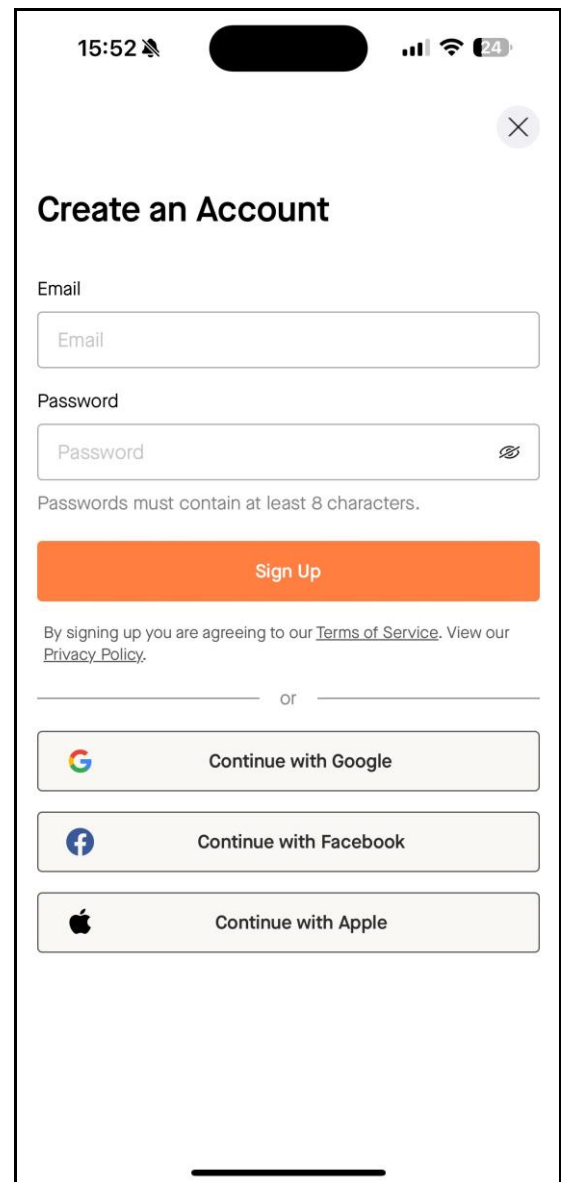 15:52
24
Create an Account
Email
Email
Password
Password
Passwords must contain at least 8 characters.
Sign Up
By signing up you are agreeing to our Terms of Service. View our
Privacy Policy.
or
Continue with Google
Continue with Facebook
Continue with Apple